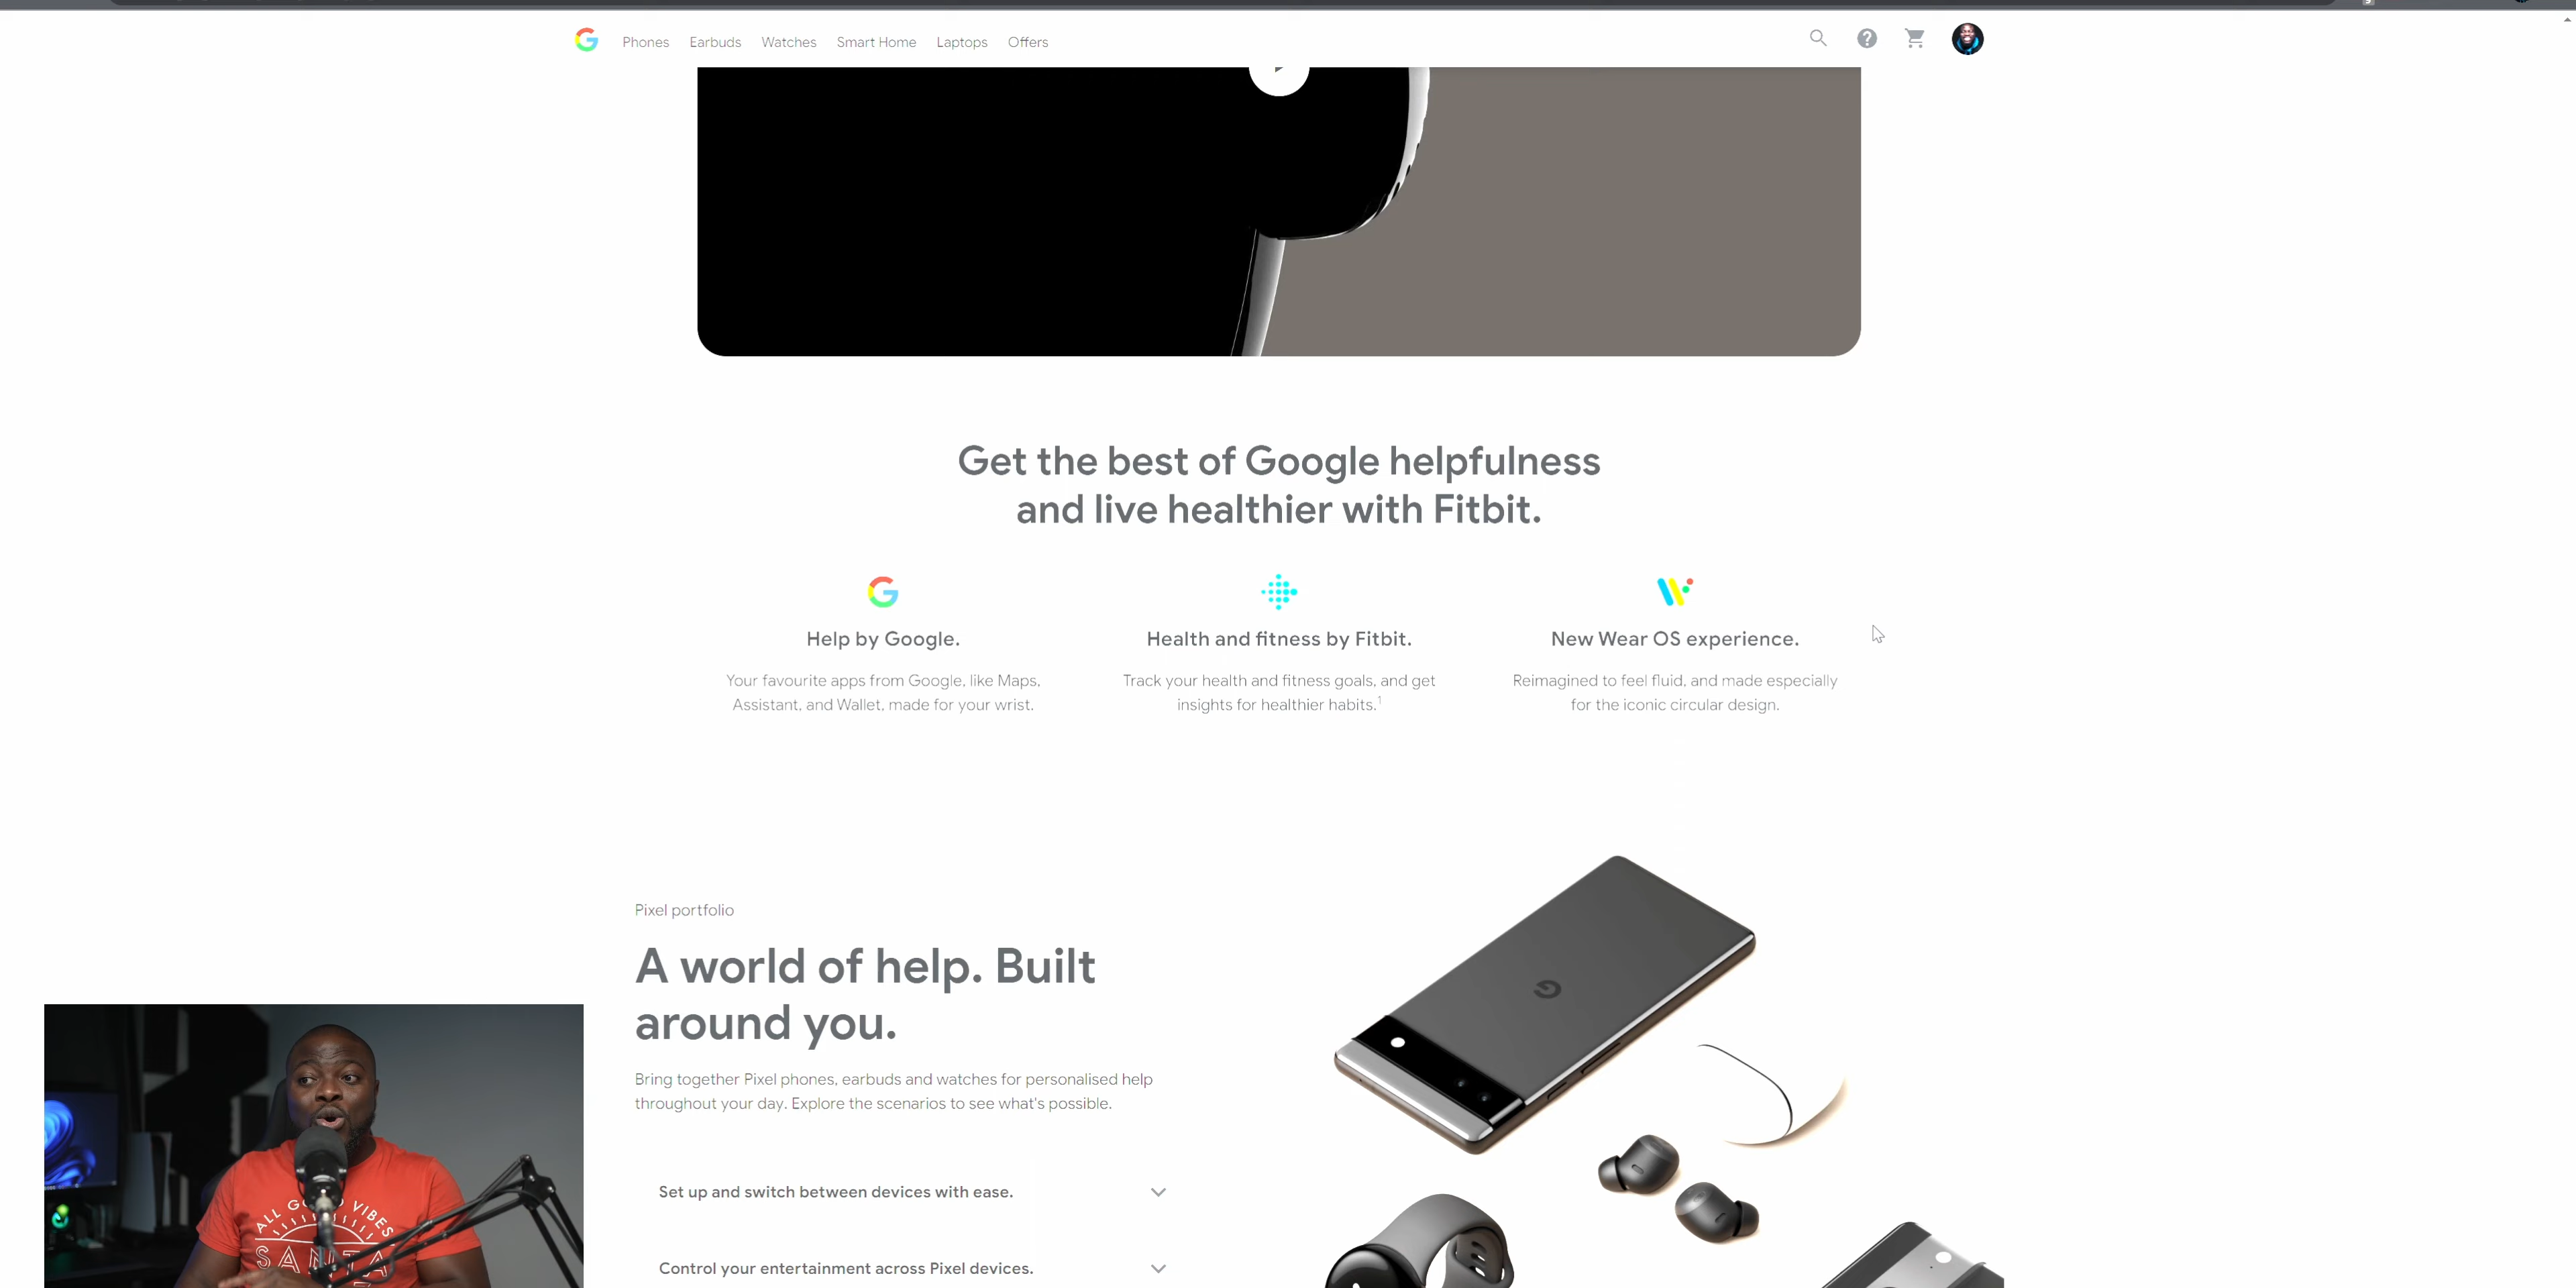 Phones Earbuds Watches Smart Home Laptops Offers
Get the best of Google helpfulness
and live healthier with Fitbit.
Help by Google.
Your favourite apps from Google, like Maps,
Assistant, and Wallet, made for your wrist.
Health and fitness by Fitbit.
Track your health and fitness goals, and get
insights for healthier habits.¹
New Wear OS experience.
Reimagined to feel fluid, and made especially
for the iconic circular design.
Pixel portfolio
A world of help. Built
around you.
Bring together Pixel phones, earbuds and watches for personalised help
throughout your day. Explore the scenarios to see what's possible.
Set up and switch between devices with ease.
Control your entertainment across Pixel devices.
ALL VIBES